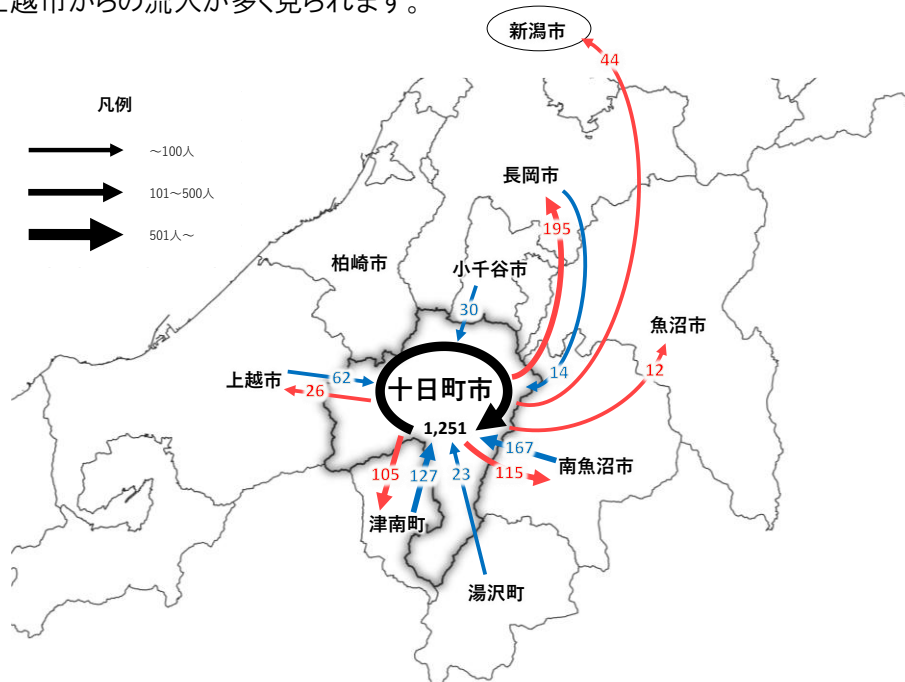 上越市からの流入が多く見られます。
新潟市
44
凡例
~100人
101~500人
501人~
長岡市
195
柏崎市
小千谷市
30
魚沼市
14
12
上越市
62
26
十日町市
1,251
167
南魚沼市
115
105
127
23
津南町
湯沢町